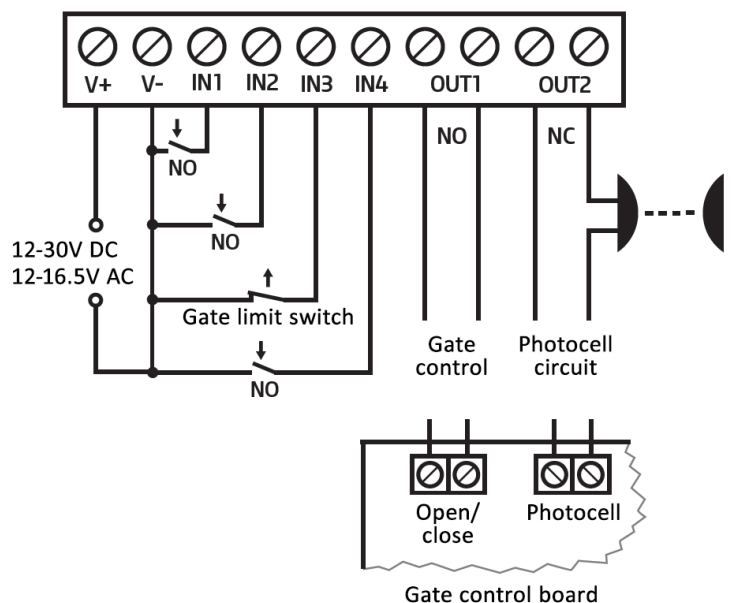 V+ V- IN1 IN2 IN3 IN4 OUT1 OUT2
NO NC
NO
NO
12-30V DC
12-16.5V AC
Gate limit switch
NO
Gate
control
Photocell
circuit
Open/
close
Photocell
Gate control board